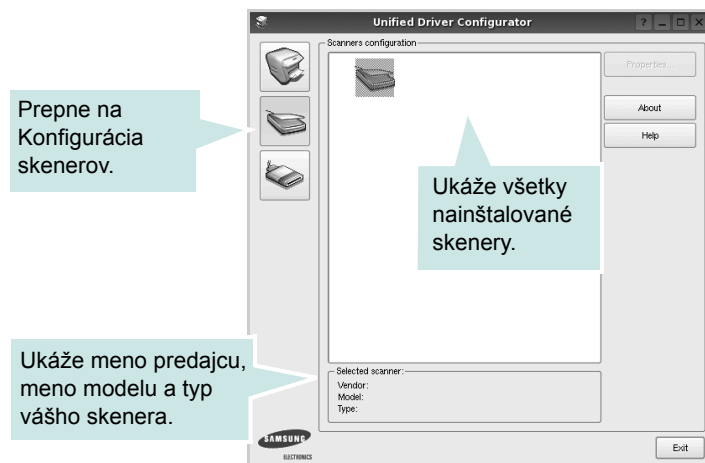 Unified Driver Configurator
Scanners configuration
Properties...
About
Help
Prepne na
Konfigurácia
skenerov.
Ukáže všetky
nainštalované
skenery.
Ukáže meno predajcu,
meno modelu a typ
vášho skenera.
Selected scanner:
Vendor:
Model:
Type:
SAMSUNG
ELECTRONICS
Exit